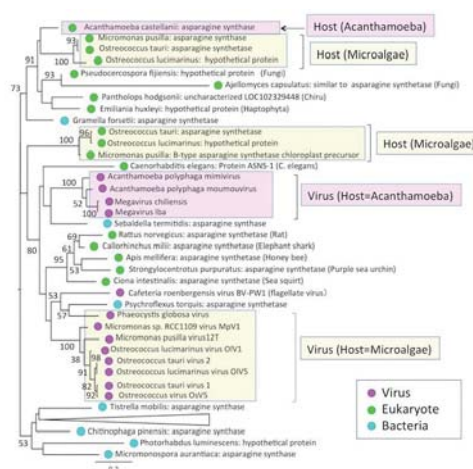 Acanthamoeba castellanii: asparagine synthase
Host (Acanthamoeba)
Micromonas pusilla: asparagine synthase
Ostreococcus tauri: asparagine synthetase
Ostreococcus lucimarinus: hypothetical protein
Host (Microalgae)
Pseudocercospora fijiensis: hypothetical protein (Fungi)
Ajellomyces capsulatus: similar to asparagine synthetase (Fungi)
Pantholops hodgsonii: uncharacterized LOC102329448 (Chiru)
Emiliania huxleyi: hypothetical protein (Haptophyta)
Gramella forsetii: asparagine synthetase
Ostreococcus tauri: asparagine synthetase
Ostreococcus lucimarinus: hypothetical protein
Micromonas pusilla: B-type asparagine synthetase chloroplast precursor
Host (Microalgae)
Caenorhabditis elegans: Protein ASNS-1 (C. elegans)
Acanthamoeba polyphaga mimivirus
Acanthamoeba polyphaga moumouvirus
Megavirus chiliensis
Megavirus lba
Virus (Host=Acanthamoeba)
Sebaldella termitidis: asparagine synthase
Rattus norvegicus: asparagine synthetase (Rat)
Callorhinchus milii: asparagine synthetase (Elephant shark)
Apis mellifera: asparagine synthetase (Honey bee)
Strongylocentrotus purpuratus: asparagine synthetase (Purple sea urchin)
Ciona intestinalis: asparagine synthetase (Sea squirt)
Cafeteria roenbergensis virus BV-PW1 (flagellate virus)
Psychroflexus torquis: asparagine synthetase
Phaeocystis globosa virus
Micromonas sp. RCC1109 virus MpV1
Micromonas pusilla virus12T
Ostreococcus lucimarinus virus OlV1
Ostreococcus tauri virus 2
Ostreococcus lucimarinus virus OlV5
Ostreococcus tauri virus 1
Ostreococcus virus OsV5
Virus (Host=Microalgae)
Tistrella mobilis: asparagine synthase
Chitinophaga pinensis: asparagine synthase
Photorhabdus luminescens: hypothetical protein
Micromonospora aurantiaca: asparagine synthase
Virus
Eukaryote
Bacteria
73
91
93
100
93
96
100
80
100
52
100
69
61
53
53
100
38
98
91
82
92
53